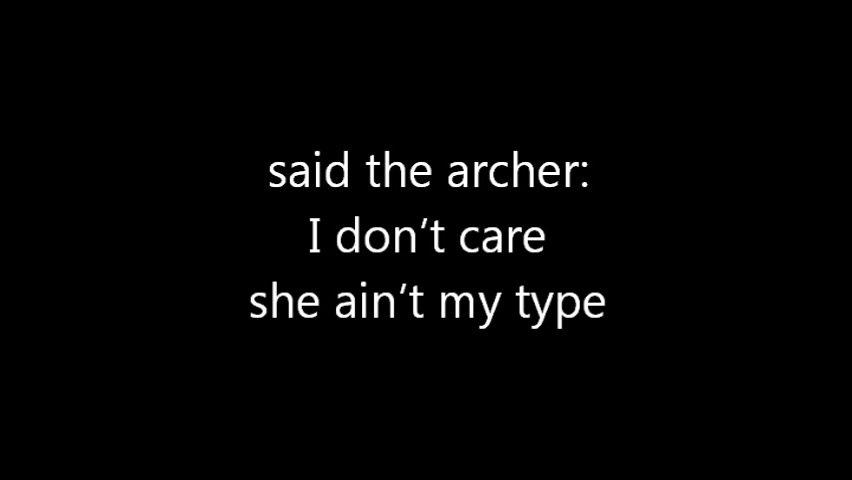 said the archer:
I don’t care
she ain’t my type